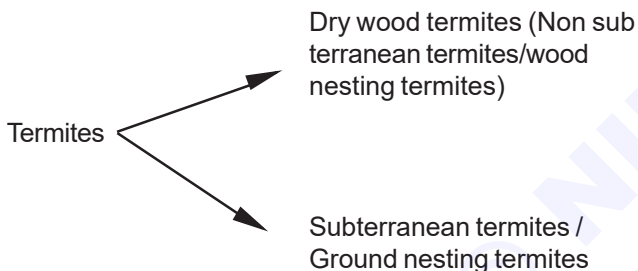 Dry wood termites (Non sub
terranean termites/wood
nesting termites)
Termites
Subterranean termites /
Ground nesting termites